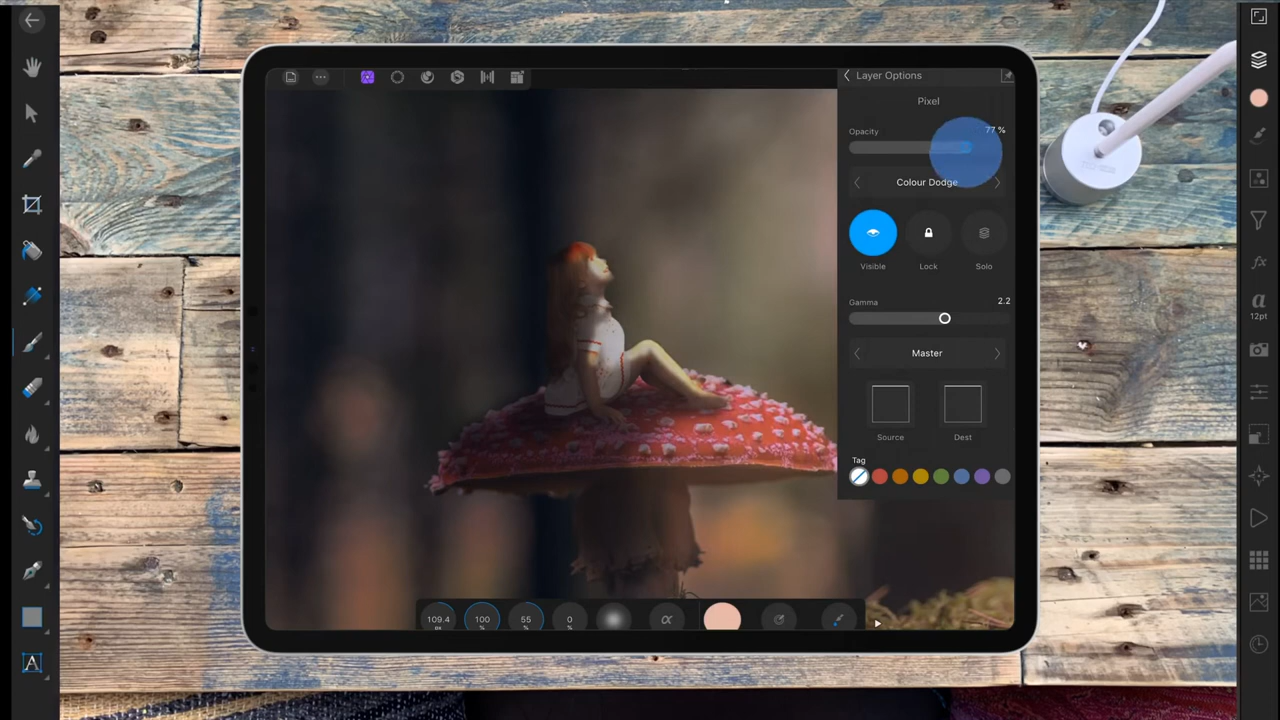 Layer Options
Pixel
Opacity
77 %
Colour Dodge
Visible
Lock
Solo
Gamma
2.2
Master
Source
Dest
Tag
109.4
px
100
%
55
%
0
%
α
a
12pt
A